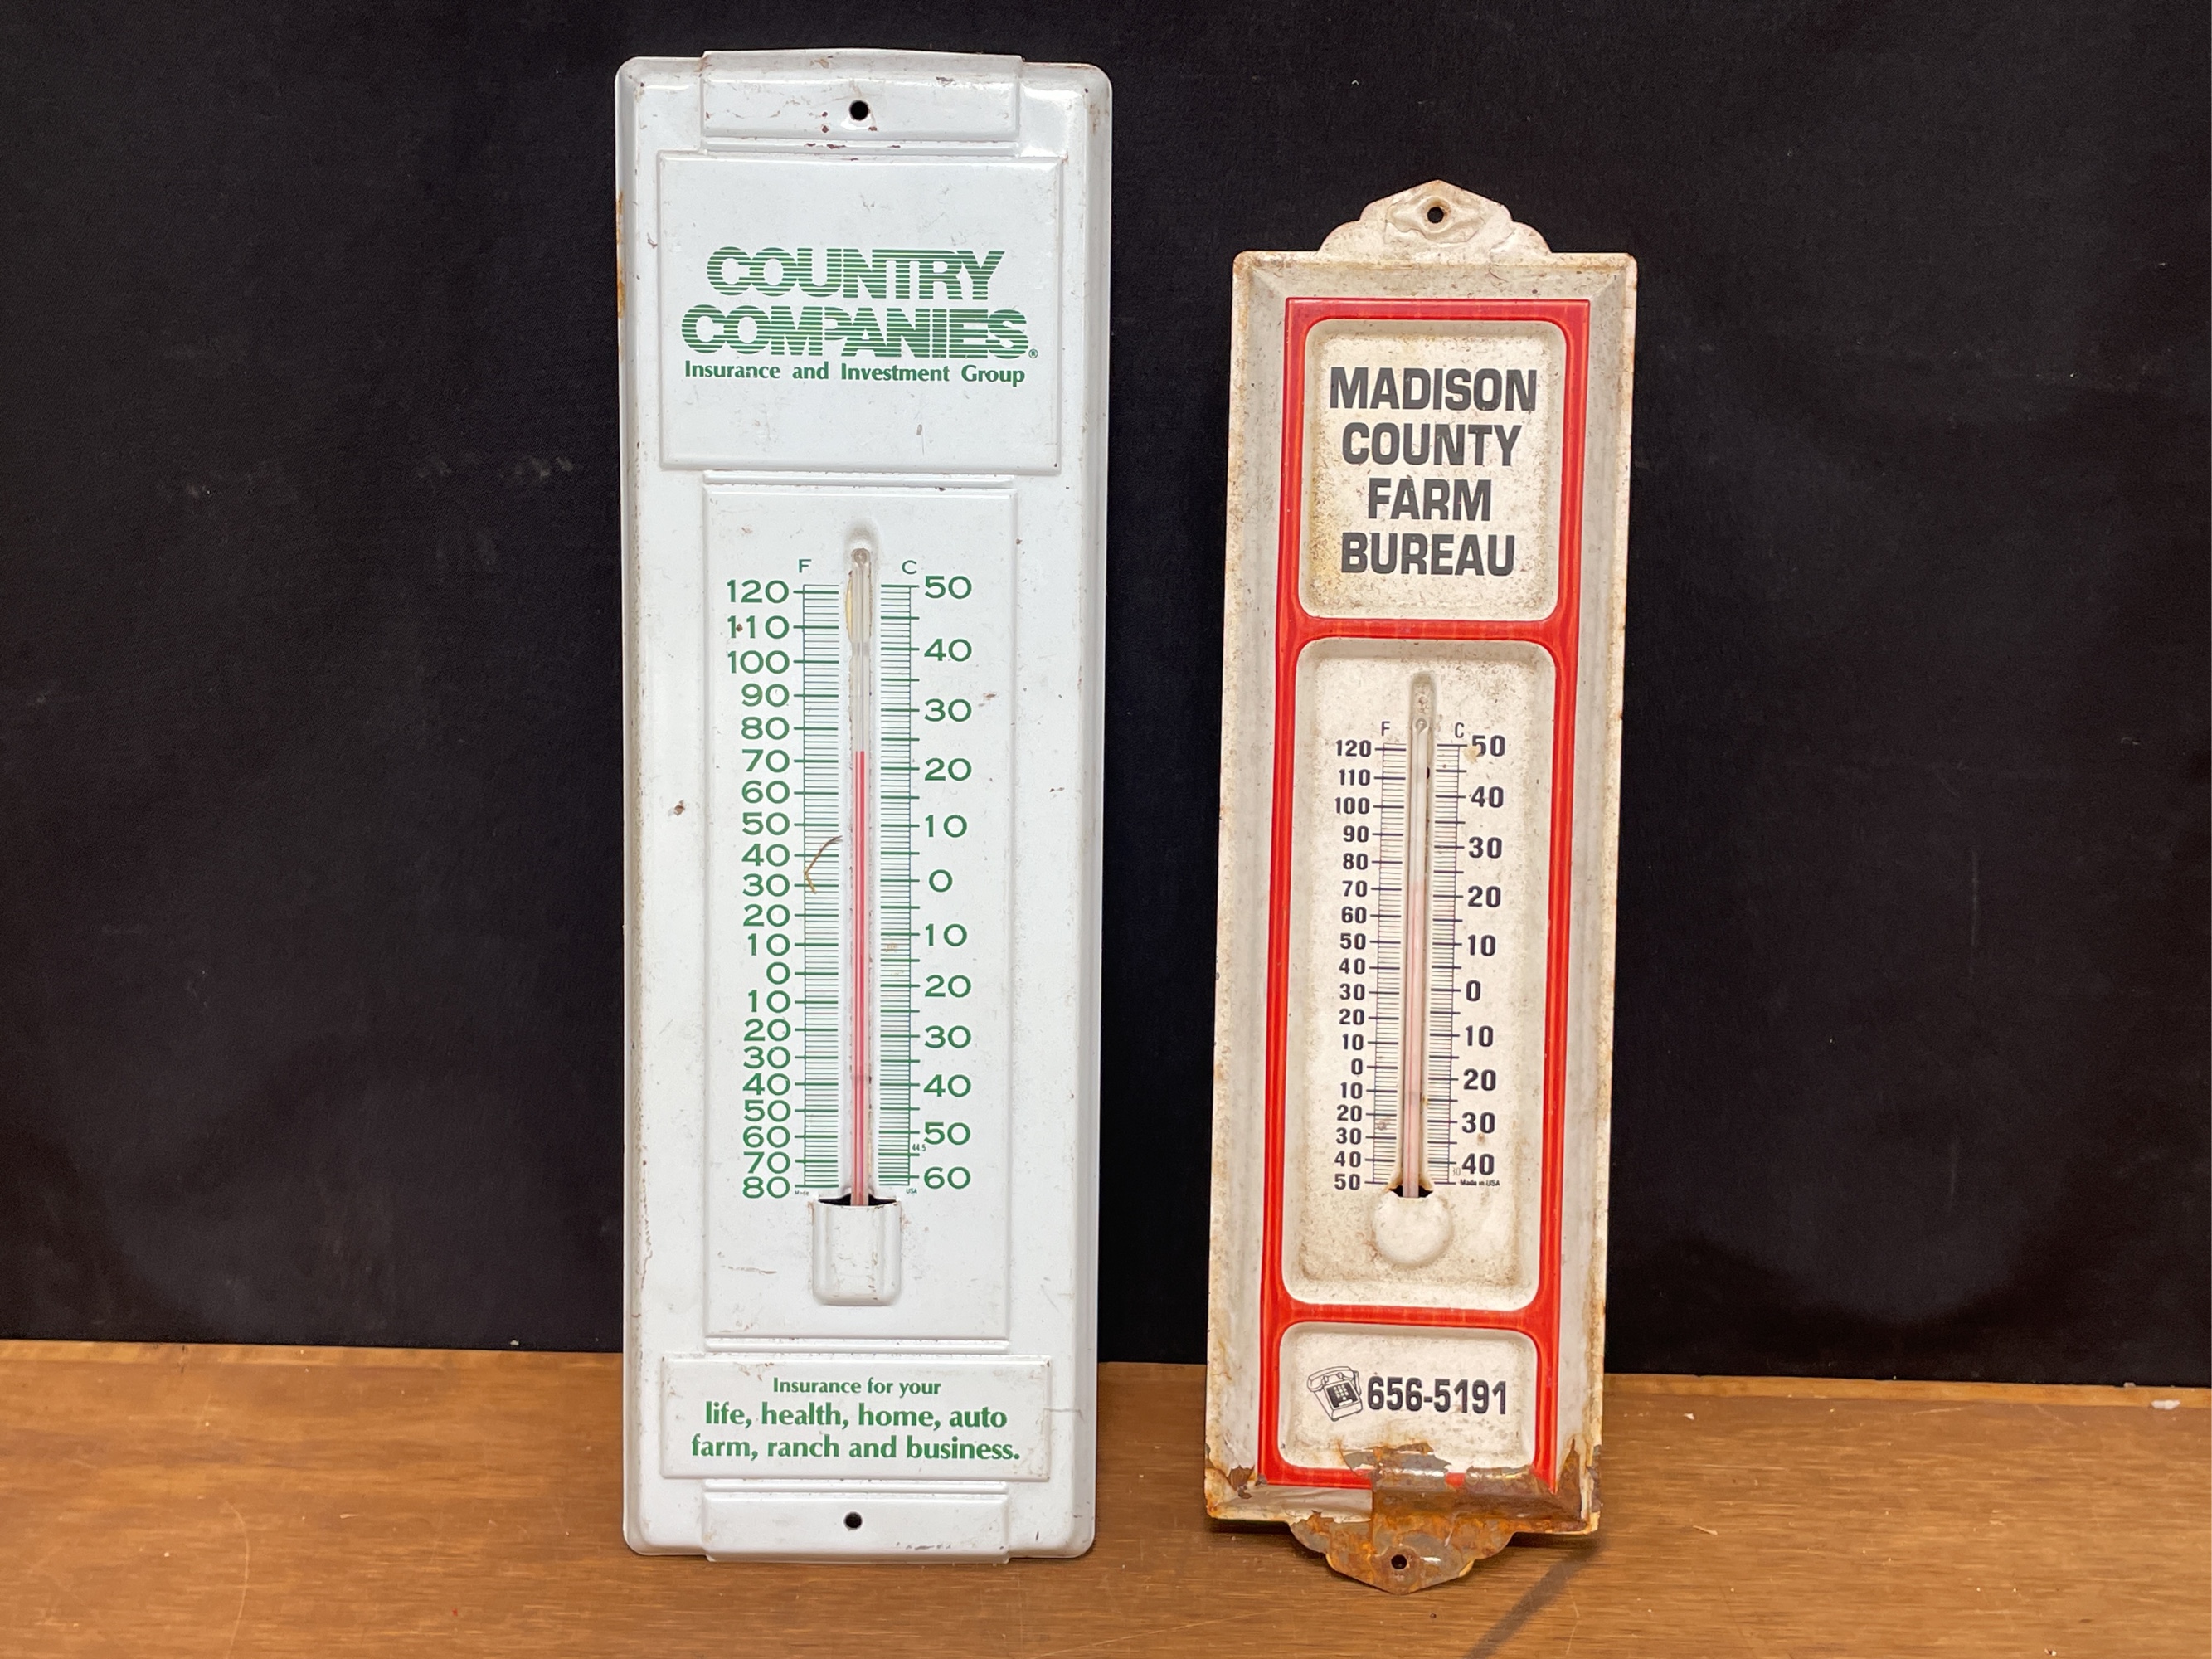 COUNTRY
COMPANIES®
Insurance and Investment Group
F C
120 50
110
100 40
90
80 30
70
60 20
50 10
40
30 0
20
10 10
0
10 20
20
30 30
40 40
50
60 50
44.5
70
80 60
Made USA
Insurance for your
life, health, home, auto
farm, ranch and business.
MADISON
COUNTY
FARM
BUREAU
F C
120 50
110
100 40
90
80 30
70
60 20
50 10
40
30 0
20
10 10
0
10 20
20
30 30
40 40
50 Made in USA
656-5191